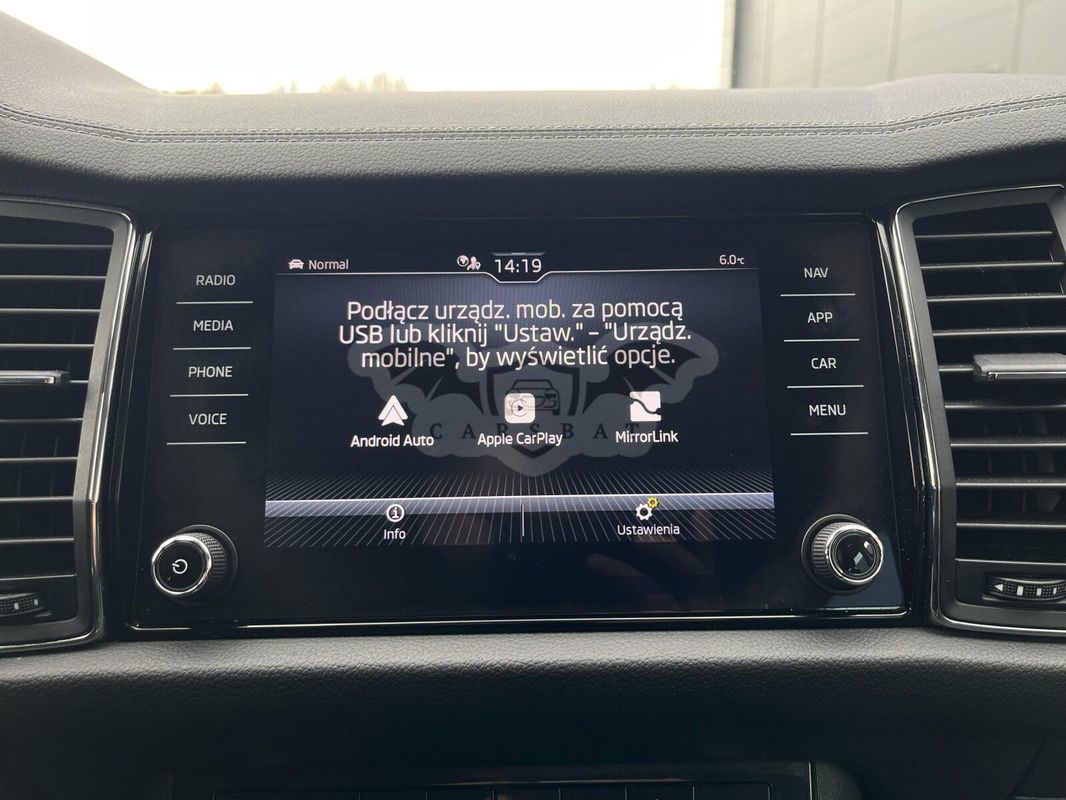 Normal
14:19
6.0°C
RADIO
MEDIA
PHONE
VOICE
Podłącz urządz. mob. za pomocą
USB lub kliknij "Ustaw." - "Urządz.
mobilne", by wyświetlić opcje.
Android Auto
Apple CarPlay
MirrorLink
CARSBAT
Info
Ustawienia
NAV
APP
CAR
MENU